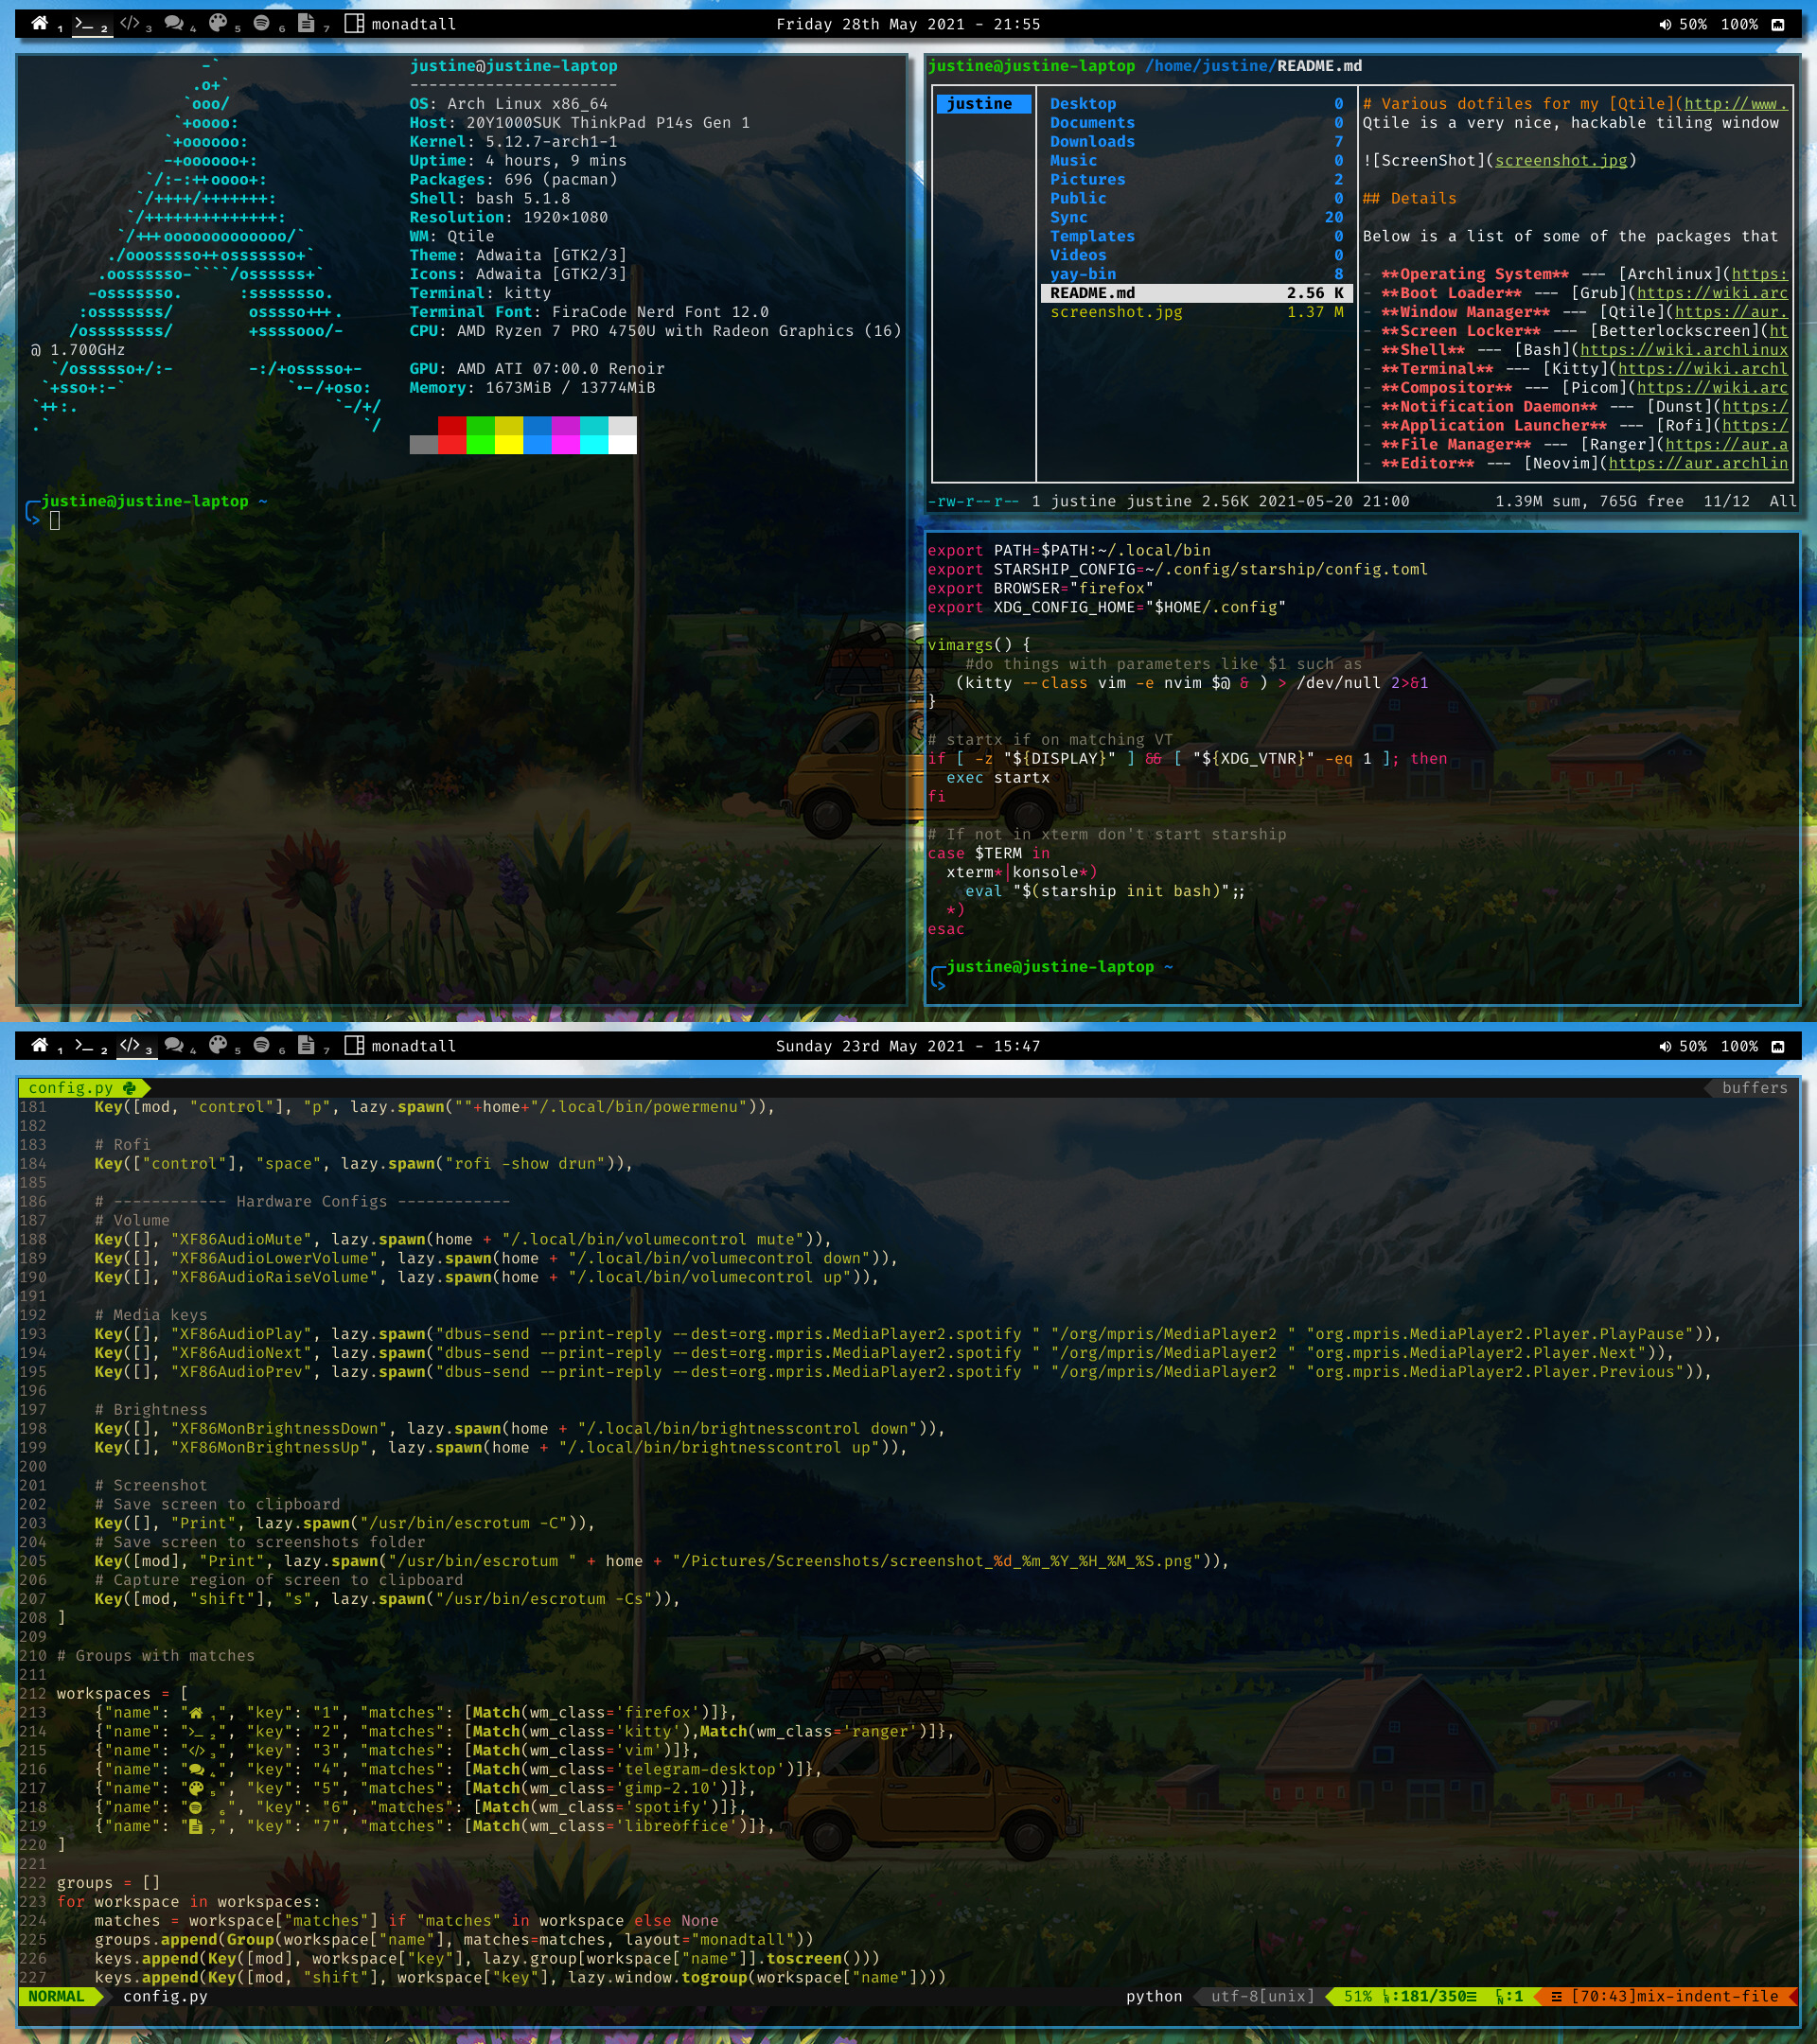 1 2 3 4 5 6 7 monadtall Friday 28th May 2021 - 21:55 50% 100%
justine@justine-laptop
-----------------------
OS: Arch Linux x86_64
Host: 20Y1000SUK ThinkPad P14s Gen 1
Kernel: 5.12.7-arch1-1
Uptime: 4 hours, 9 mins
Packages: 696 (pacman)
Shell: bash 5.1.8
Resolution: 1920×1080
WM: Qtile
Theme: Adwaita [GTK2/3]
Icons: Adwaita [GTK2/3]
Terminal: kitty
Terminal Font: FiraCode Nerd Font 12.0
CPU: AMD Ryzen 7 PRO 4750U with Radeon Graphics (16)
@ 1.700GHz
GPU: AMD ATI 07:00.0 Renoir
Memory: 1673MiB / 13774MiB
justine@justine-laptop ~
justine@justine-laptop /home/justine/README.md
justine
Desktop 0
Documents 0
Downloads 7
Music 0
Pictures 2
Public 0
Sync 20
Templates 0
Videos 0
yay-bin 8
README.md 2.56 K
screenshot.jpg 1.37 M
# Various dotfiles for my [Qtile](http://www.
Qtile is a very nice, hackable tiling window
![ScreenShot](screenshot.jpg)
## Details
Below is a list of some of the packages that
- **Operating System** --- [Archlinux](https:
- **Boot Loader** --- [Grub](https://wiki.arc
- **Window Manager** --- [Qtile](https://aur.
- **Screen Locker** --- [Betterlockscreen](ht
- **Shell** --- [Bash](https://wiki.archlinux
- **Terminal** --- [Kitty](https://wiki.archl
- **Compositor** --- [Picom](https://wiki.arc
- **Notification Daemon** --- [Dunst](https:/
- **Application Launcher** --- [Rofi](https:/
- **File Manager** --- [Ranger](https://aur.a
- **Editor** --- [Neovim](https://aur.archlin
-rw-r--r-- 1 justine justine 2.56K 2021-05-20 21:00 1.39M sum, 765G free 11/12 All
export PATH=$PATH:~/.local/bin
export STARSHIP_CONFIG=~/.config/starship/config.toml
export BROWSER="firefox"
export XDG_CONFIG_HOME="$HOME/.config"
vimargs() {
    #do things with parameters like $1 such as
   (kitty --class vim -e nvim $@ & ) > /dev/null 2>&1
}
# startx if on matching VT
if [ -z "${DISPLAY}" ] && [ "${XDG_VTNR}" -eq 1 ]; then
  exec startx
fi
# If not in xterm don't start starship
case $TERM in
  xterm*|konsole*)
    eval "$(starship init bash)";;
  *)
esac
justine@justine-laptop ~
1 2 3 4 5 6 7 monadtall Sunday 23rd May 2021 - 15:47 50% 100%
config.py buffers
181     Key([mod, "control"], "p", lazy.spawn(""+home+"/.local/bin/powermenu")),
182
183     # Rofi
184     Key(["control"], "space", lazy.spawn("rofi -show drun")),
185
186     # ------------ Hardware Configs ------------
187     # Volume
188     Key([], "XF86AudioMute", lazy.spawn(home + "/.local/bin/volumecontrol mute")),
189     Key([], "XF86AudioLowerVolume", lazy.spawn(home + "/.local/bin/volumecontrol down")),
190     Key([], "XF86AudioRaiseVolume", lazy.spawn(home + "/.local/bin/volumecontrol up")),
191
192     # Media keys
193     Key([], "XF86AudioPlay", lazy.spawn("dbus-send --print-reply --dest=org.mpris.MediaPlayer2.spotify " "/org/mpris/MediaPlayer2 " "org.mpris.MediaPlayer2.Player.PlayPause")),
194     Key([], "XF86AudioNext", lazy.spawn("dbus-send --print-reply --dest=org.mpris.MediaPlayer2.spotify " "/org/mpris/MediaPlayer2 " "org.mpris.MediaPlayer2.Player.Next")),
195     Key([], "XF86AudioPrev", lazy.spawn("dbus-send --print-reply --dest=org.mpris.MediaPlayer2.spotify " "/org/mpris/MediaPlayer2 " "org.mpris.MediaPlayer2.Player.Previous")),
196
197     # Brightness
198     Key([], "XF86MonBrightnessDown", lazy.spawn(home + "/.local/bin/brightnesscontrol down")),
199     Key([], "XF86MonBrightnessUp", lazy.spawn(home + "/.local/bin/brightnesscontrol up")),
200
201     # Screenshot
202     # Save screen to clipboard
203     Key([], "Print", lazy.spawn("/usr/bin/escrotum -C")),
204     # Save screen to screenshots folder
205     Key([mod], "Print", lazy.spawn("/usr/bin/escrotum " + home + "/Pictures/Screenshots/screenshot_%d_%m_%Y_%H_%M_%S.png")),
206     # Capture region of screen to clipboard
207     Key([mod, "shift"], "s", lazy.spawn("/usr/bin/escrotum -Cs")),
208 ]
209
210 # Groups with matches
211
212 workspaces = [
213     {"name": " ₁", "key": "1", "matches": [Match(wm_class='firefox')]},
214     {"name": " ₂", "key": "2", "matches": [Match(wm_class='kitty'),Match(wm_class='ranger')]},
215     {"name": " ₃", "key": "3", "matches": [Match(wm_class='vim')]},
216     {"name": " ₄", "key": "4", "matches": [Match(wm_class='telegram-desktop')]},
217     {"name": " ₅", "key": "5", "matches": [Match(wm_class='gimp-2.10')]},
218     {"name": " ₆", "key": "6", "matches": [Match(wm_class='spotify')]},
219     {"name": " ₇", "key": "7", "matches": [Match(wm_class='libreoffice')]},
220 ]
221
222 groups = []
223 for workspace in workspaces:
224     matches = workspace["matches"] if "matches" in workspace else None
225     groups.append(Group(workspace["name"], matches=matches, layout="monadtall"))
226     keys.append(Key([mod], workspace["key"], lazy.group[workspace["name"]].toscreen()))
227     keys.append(Key([mod, "shift"], workspace["key"], lazy.window.togroup(workspace["name"])))
NORMAL config.py python utf-8[unix] 51% :181/350 :1 [70:43]mix-indent-file